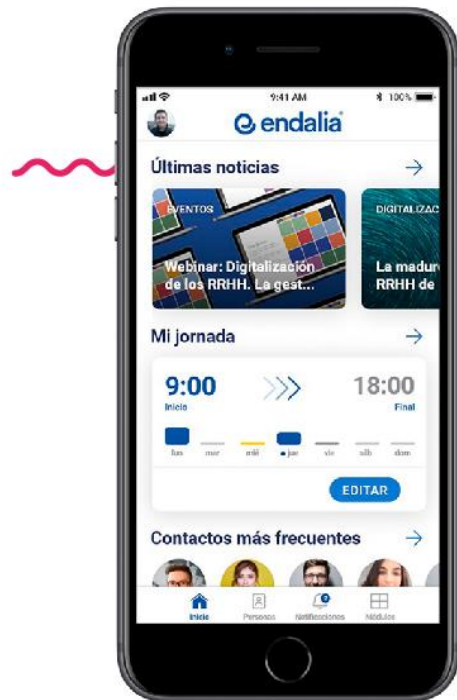 9:41 AM
100%
endalia
Últimas noticias
EVENTOS
Webinar: Digitalización
de los RRHH. La gest...
DIGITALIZAC
La madur
RRHH de
Mi jornada
9:00
Inicio
18:00
Final
lun mar mié jue vie sáb dom
EDITAR
Contactos más frecuentes
Inicio Personas Notificaciones Módulos